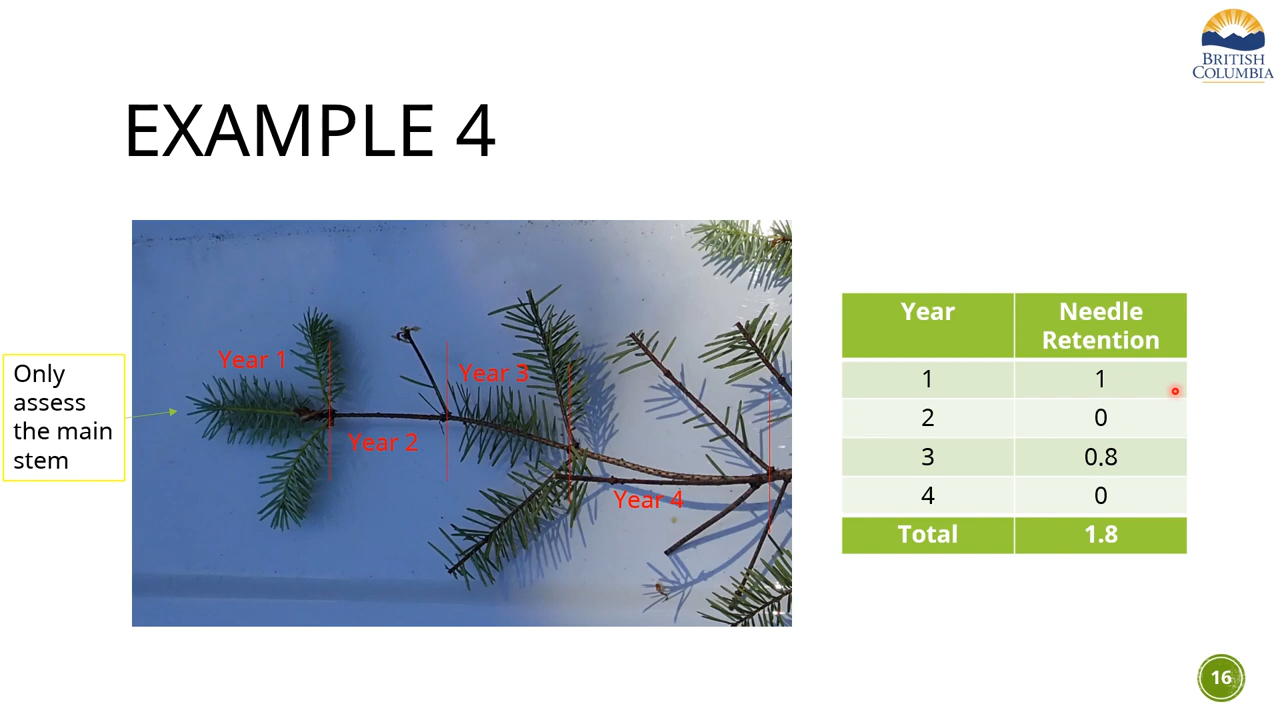 BRITISH
COLUMBIA
EXAMPLE 4
Only
assess
the main
stem
Year 1
Year 2
Year 3
Year 4
Year Needle Retention
1 1
2 0
3 0.8
4 0
Total 1.8
16